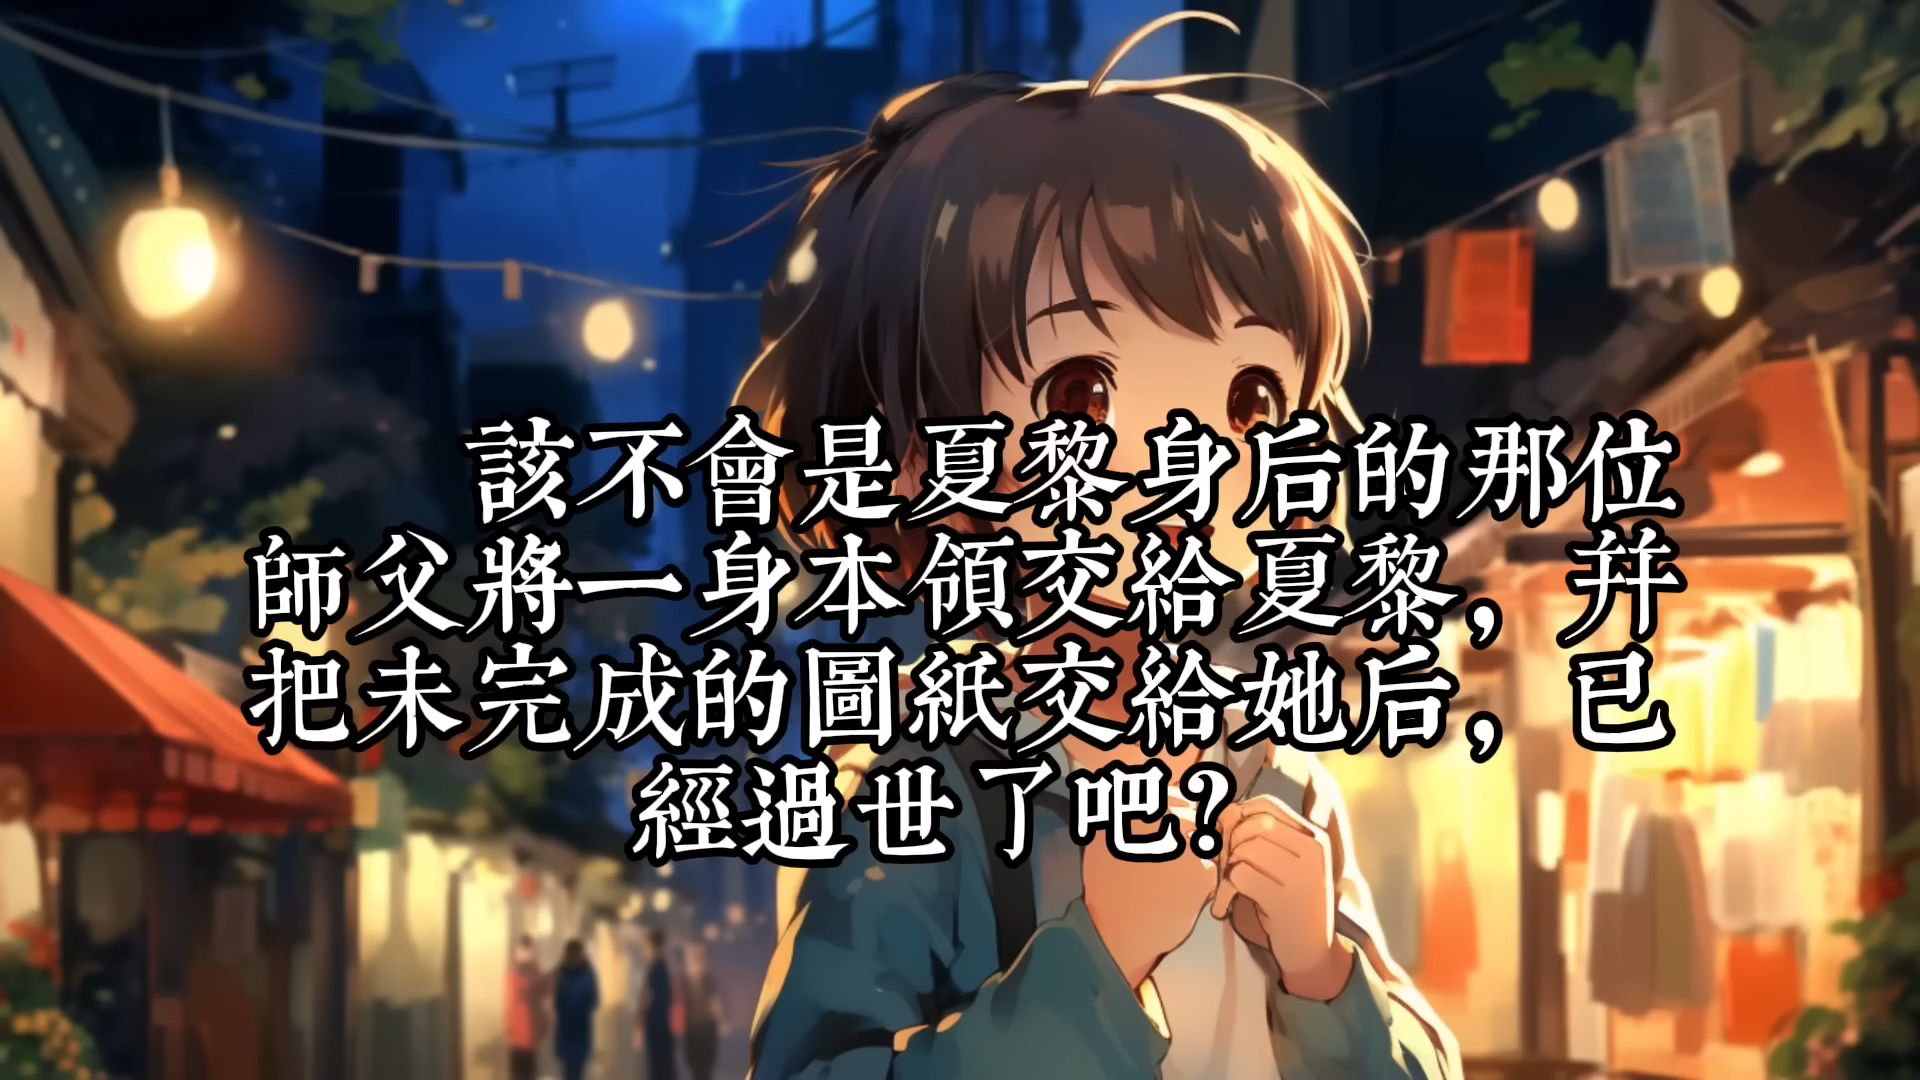 該不會是夏黎身后的那位
師父將一身本領交給夏黎，并
把未完成的圖紙交給她后，已
經過世了吧？